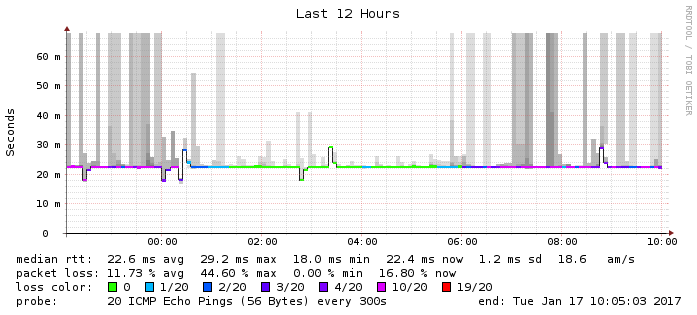 Last 12 Hours
RRDTOOL / TOBI OETIKER
Seconds
60 m
50 m
40 m
30 m
20 m
10 m
0
00:00 02:00 04:00 06:00 08:00 10:00
median rtt: 22.6 ms avg 29.2 ms max 18.0 ms min 22.4 ms now 1.2 ms sd 18.6 am/s
packet loss: 11.73 % avg 44.60 % max 0.00 % min 16.80 % now
loss color: 0 1/20 2/20 3/20 4/20 10/20 19/20
probe: 20 ICMP Echo Pings (56 Bytes) every 300s end: Tue Jan 17 10:05:03 2017